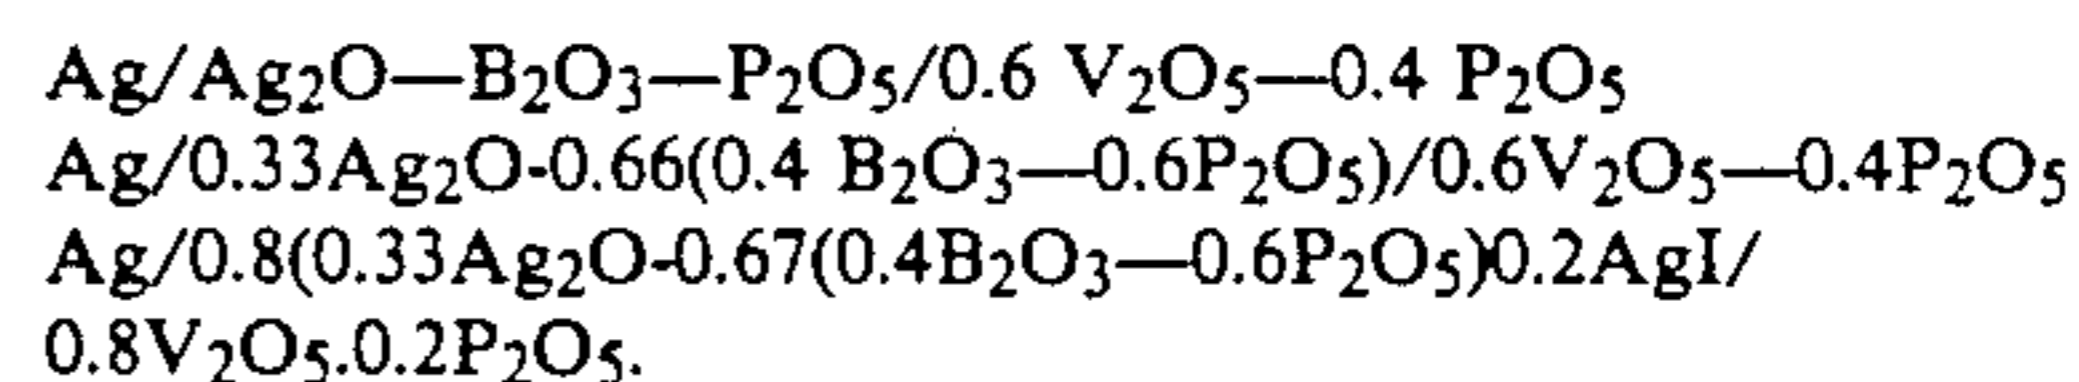 Ag/Ag₂O—B₂O₃—P₂O₅/0.6 V₂O₅—0.4 P₂O₅
Ag/0.33Ag₂O-0.66(0.4 B₂O₃—0.6P₂O₅)/0.6V₂O₅—0.4P₂O₅
Ag/0.8(0.33Ag₂O-0.67(0.4B₂O₃—0.6P₂O₅)0.2AgI/
0.8V₂O₅.0.2P₂O₅.